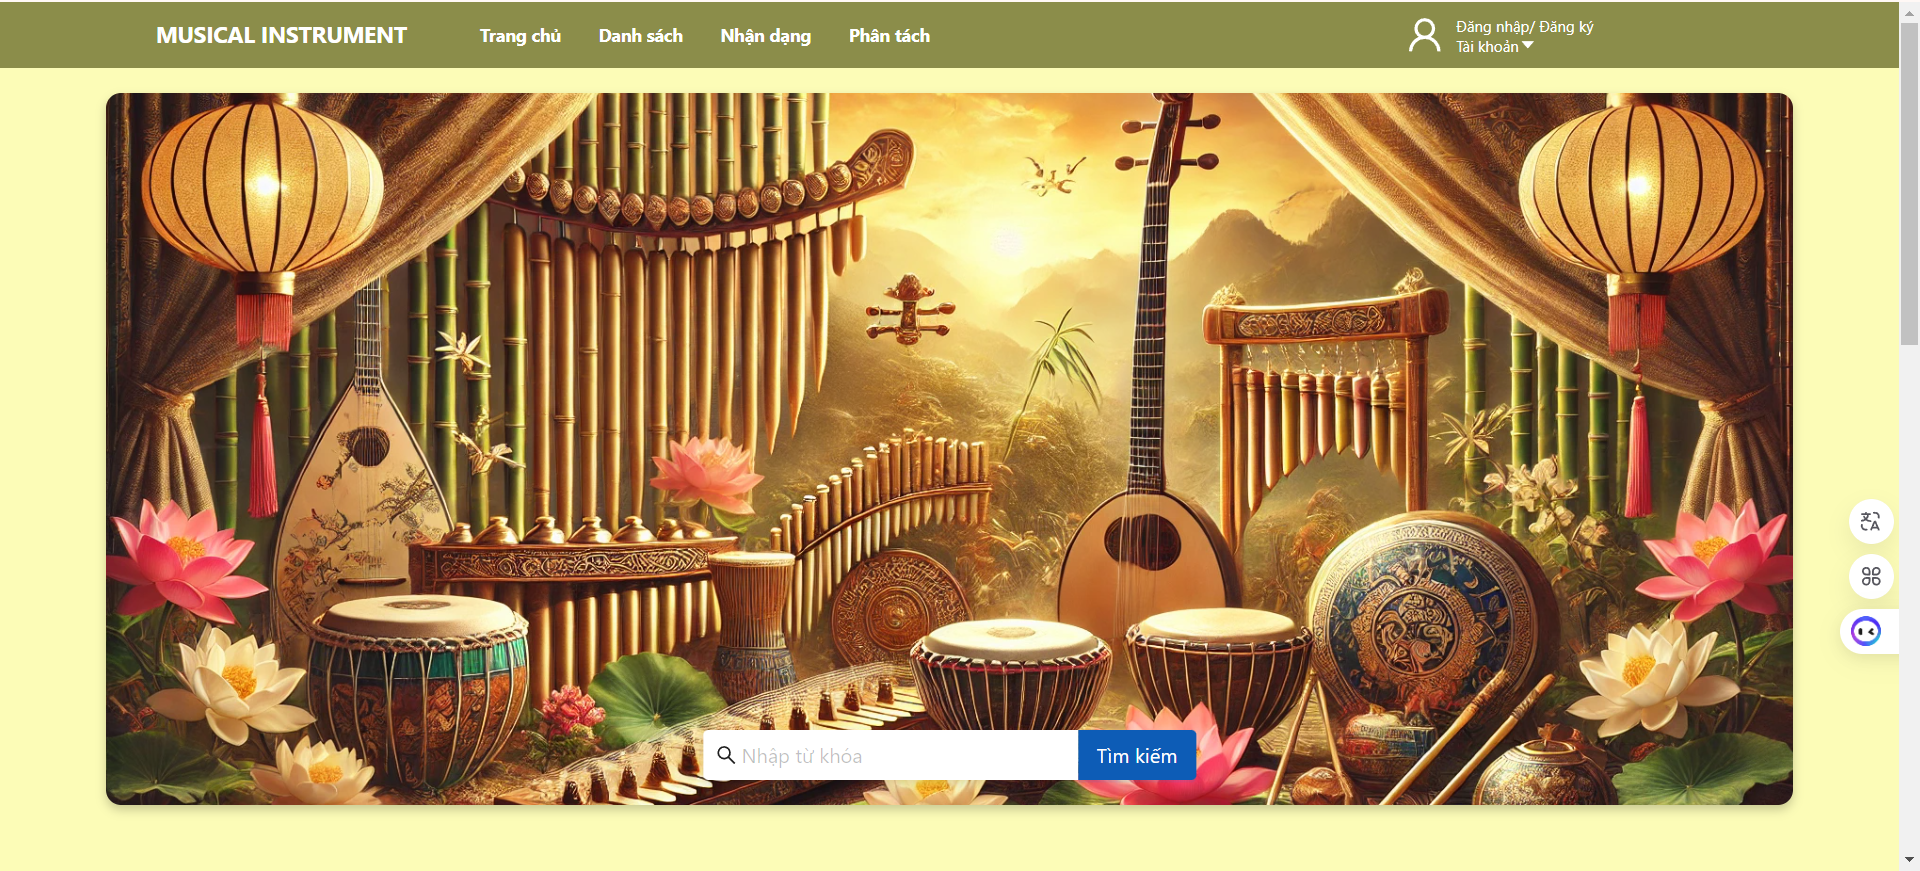 MUSICAL INSTRUMENT
Trang chủ
Danh sách
Nhận dạng
Phân tách
Đăng nhập/ Đăng ký
Tài khoản
Nhập từ khóa
Tìm kiếm